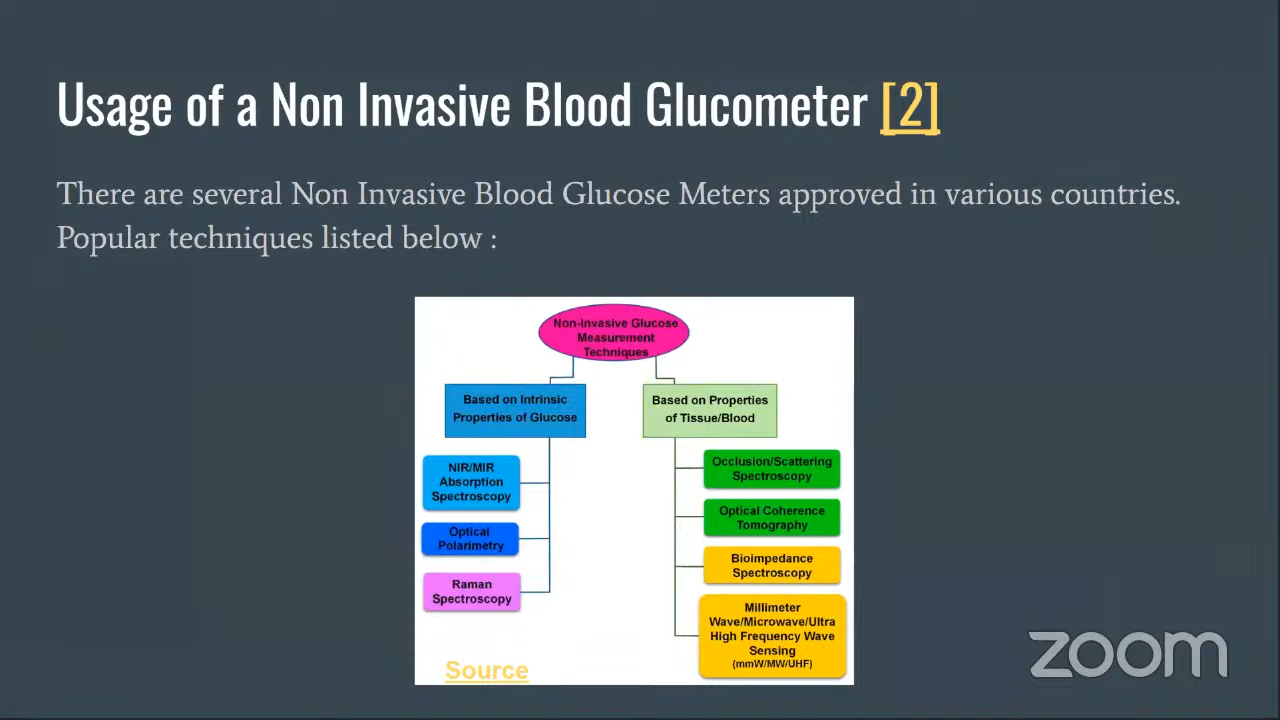 Usage of a Non Invasive Blood Glucometer [2]
There are several Non Invasive Blood Glucose Meters approved in various countries.
Popular techniques listed below :
Non-Invasive Glucose
Measurement
Techniques
Based on Intrinsic
Properties of Glucose
NIR/MIR
Absorption
Spectroscopy
Optical
Polarimetry
Raman
Spectroscopy
Based on Properties
of Tissue/Blood
Occlusion/Scattering
Spectroscopy
Optical Coherence
Tomography
Bioimpedance
Spectroscopy
Millimeter
Wave/Microwave/Ultra
High Frequency Wave
Sensing
(mmW/MW/UHF)
Source
zoom